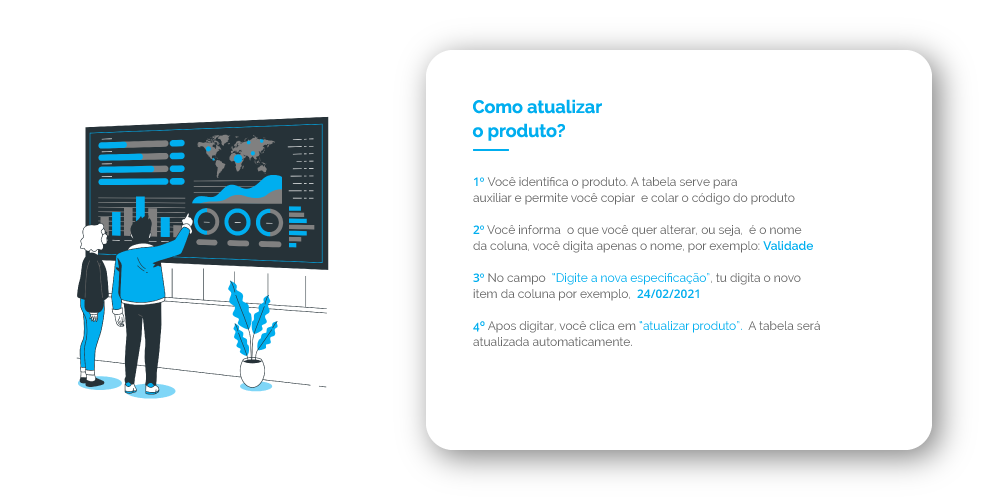 Como atualizar
o produto?
1º Você identifica o produto. A tabela serve para
auxiliar e permite você copiar e colar o código do produto
2º Você informa o que você quer alterar, ou seja, é o nome
da coluna, você digita apenas o nome, por exemplo: Validade
3º No campo "Digite a nova especificação", tu digita o novo
item da coluna por exemplo, 24/02/2021
4º Apos digitar, você clica em "atualizar produto". A tabela será
atualizada automaticamente.